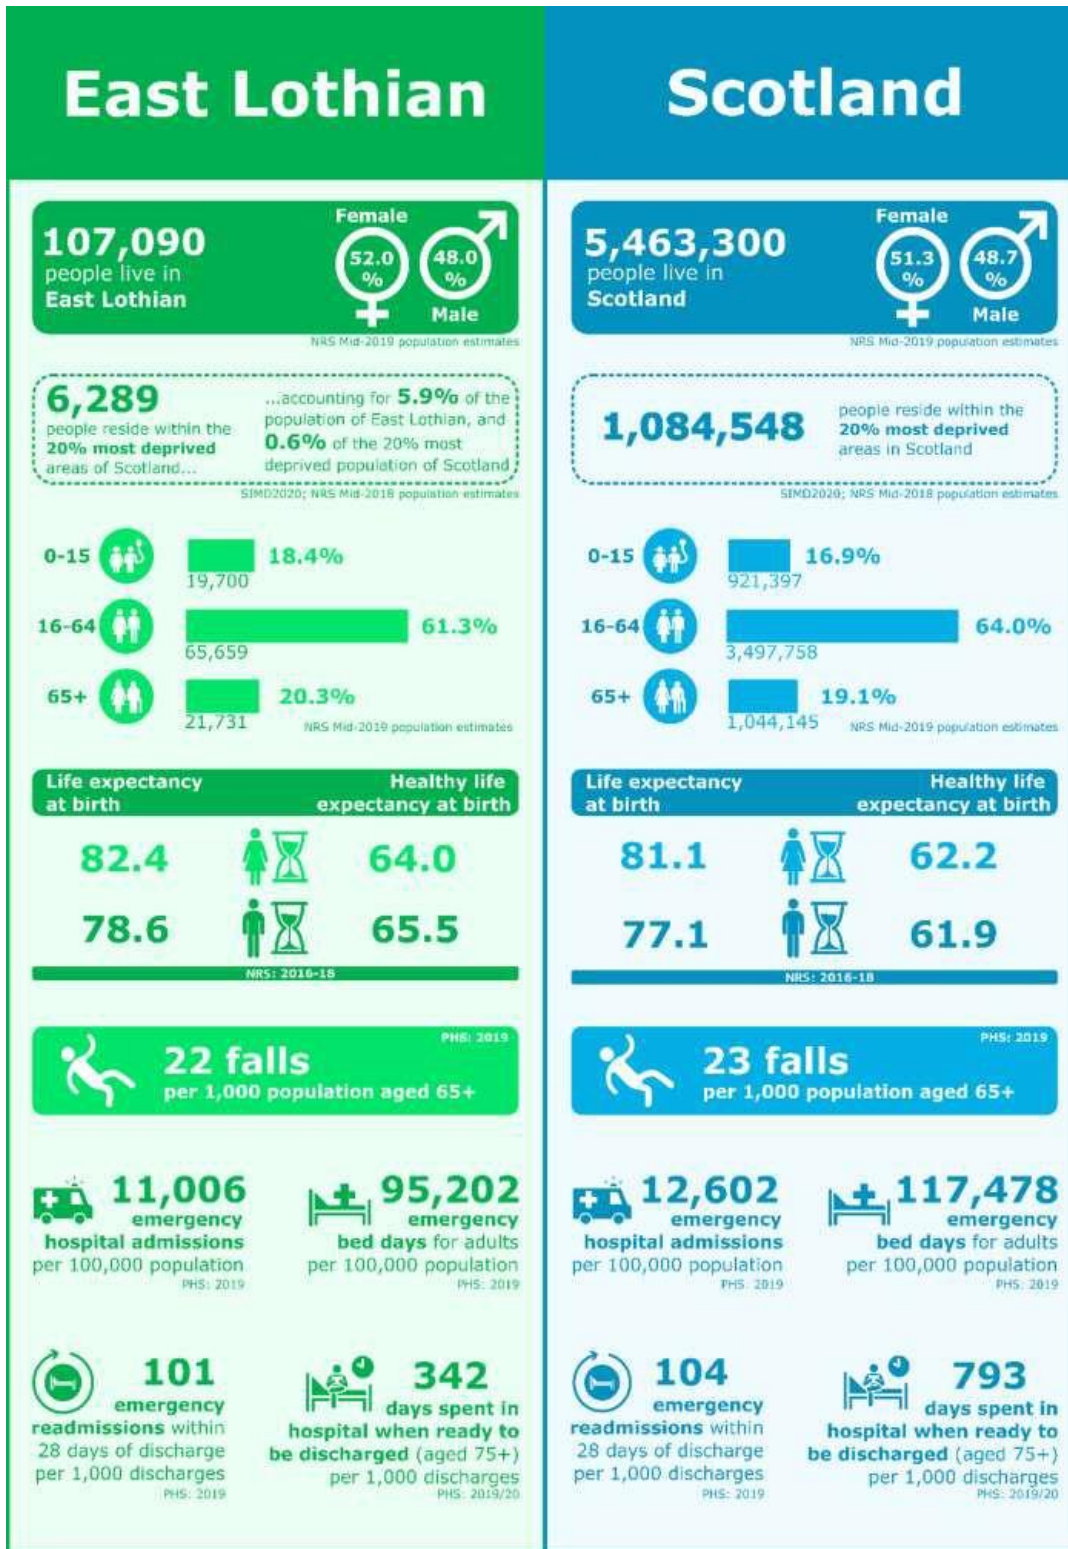 East Lothian
107,090
people live in
East Lothian
Female
52.0
%
48.0
%
Male
NRS Mid-2019 population estimates
6,289
people reside within the
20% most deprived
areas of Scotland...
...accounting for 5.9% of the
population of East Lothian, and
0.6% of the 20% most
deprived population of Scotland
SIMD2020; NRS Mid-2018 population estimates
0-15
18.4%
19,700
16-64
61.3%
65,659
65+
20.3%
21,731
NRS Mid-2019 population estimates
Life expectancy
at birth
Healthy life
expectancy at birth
82.4
64.0
78.6
65.5
NRS: 2016-18
PHS: 2019
22 falls
per 1,000 population aged 65+
11,006
emergency
hospital admissions
per 100,000 population
PHS: 2019
95,202
emergency
bed days for adults
per 100,000 population
PHS: 2019
101
emergency
readmissions within
28 days of discharge
per 1,000 discharges
PHS: 2019
342
days spent in
hospital when ready to
be discharged (aged 75+)
per 1,000 discharges
PHS: 2019/20
Scotland
5,463,300
people live in
Scotland
Female
51.3
%
48.7
%
Male
NRS Mid-2019 population estimates
1,084,548
people reside within the
20% most deprived
areas in Scotland
SIMD2020; NRS Mid-2018 population estimates
0-15
16.9%
921,397
16-64
64.0%
3,497,758
65+
19.1%
1,044,145
NRS Mid-2019 population estimates
Life expectancy
at birth
Healthy life
expectancy at birth
81.1
62.2
77.1
61.9
NRS: 2016-18
PHS: 2019
23 falls
per 1,000 population aged 65+
12,602
emergency
hospital admissions
per 100,000 population
PHS: 2019
117,478
emergency
bed days for adults
per 100,000 population
PHS: 2019
104
emergency
readmissions within
28 days of discharge
per 1,000 discharges
PHS: 2019
793
days spent in
hospital when ready to
be discharged (aged 75+)
per 1,000 discharges
PHS: 2019/20